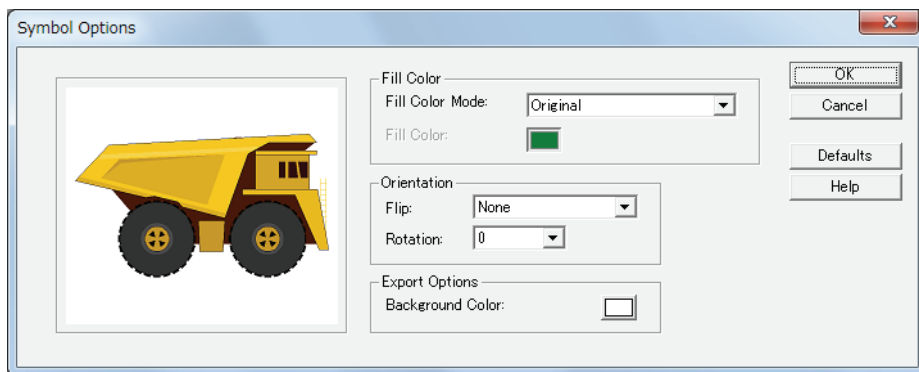 Symbol Options
Fill Color
Fill Color Mode: Original
Fill Color:
Orientation
Flip: None
Rotation: 0
Export Options
Background Color:
OK
Cancel
Defaults
Help